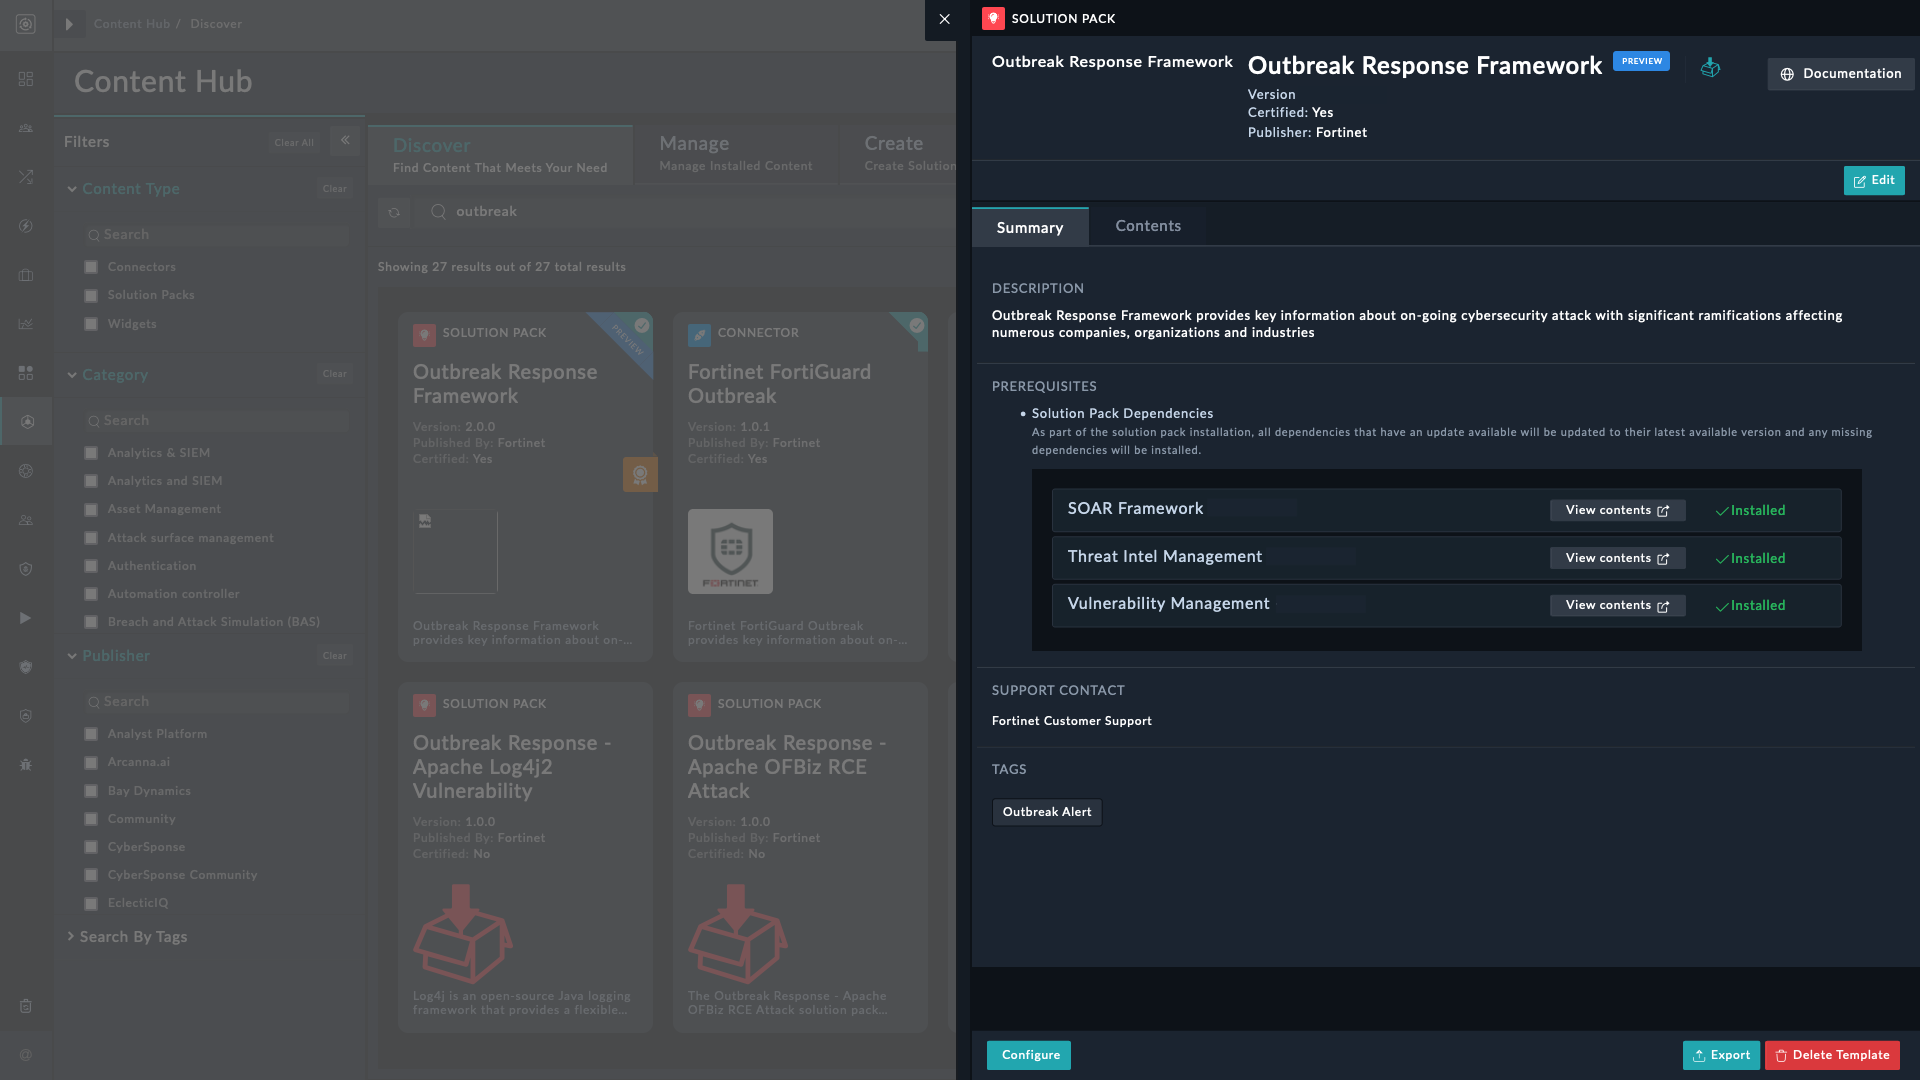 Content Hub / Discover
Content Hub
Filters
Clear All
Content Type
Clear
Search
Connectors
Solution Packs
Widgets
Category
Clear
Search
Analytics & SIEM
Analytics and SIEM
Asset Management
Attack surface management
Authentication
Automation controller
Breach and Attack Simulation (BAS)
Publisher
Clear
Search
Analyst Platform
Arcanna.ai
Bay Dynamics
Community
CyberSponse
CyberSponse Community
EclecticIQ
Search By Tags
Discover
Find Content That Meets Your Need
Manage
Manage Installed Content
Create
Create Solution
outbreak
Showing 27 results out of 27 total results
SOLUTION PACK
PREVIEW
Outbreak Response
Framework
Version: 2.0.0
Published By: Fortinet
Certified: Yes
Outbreak Response Framework
provides key information about on-...
CONNECTOR
Fortinet FortiGuard
Outbreak
Version: 1.0.1
Published By: Fortinet
Certified: Yes
FORTINET
Fortinet FortiGuard Outbreak
provides key information about on-...
SOLUTION PACK
Outbreak Response -
Apache Log4j2
Vulnerability
Version: 1.0.0
Published By: Fortinet
Certified: No
Log4j is an open-source Java logging
framework that provides a flexible...
SOLUTION PACK
Outbreak Response -
Apache OFBiz RCE
Attack
Version: 1.0.0
Published By: Fortinet
Certified: No
The Outbreak Response - Apache
OFBiz RCE Attack solution pack...
SOLUTION PACK
Outbreak Response Framework
Outbreak Response Framework PREVIEW
Version
Certified: Yes
Publisher: Fortinet
Documentation
Edit
Summary
Contents
DESCRIPTION
Outbreak Response Framework provides key information about on-going cybersecurity attack with significant ramifications affecting
numerous companies, organizations and industries
PREREQUISITES
• Solution Pack Dependencies
As part of the solution pack installation, all dependencies that have an update available will be updated to their latest available version and any missing
dependencies will be installed.
SOAR Framework View contents Installed
Threat Intel Management View contents Installed
Vulnerability Management View contents Installed
SUPPORT CONTACT
Fortinet Customer Support
TAGS
Outbreak Alert
Configure
Export
Delete Template